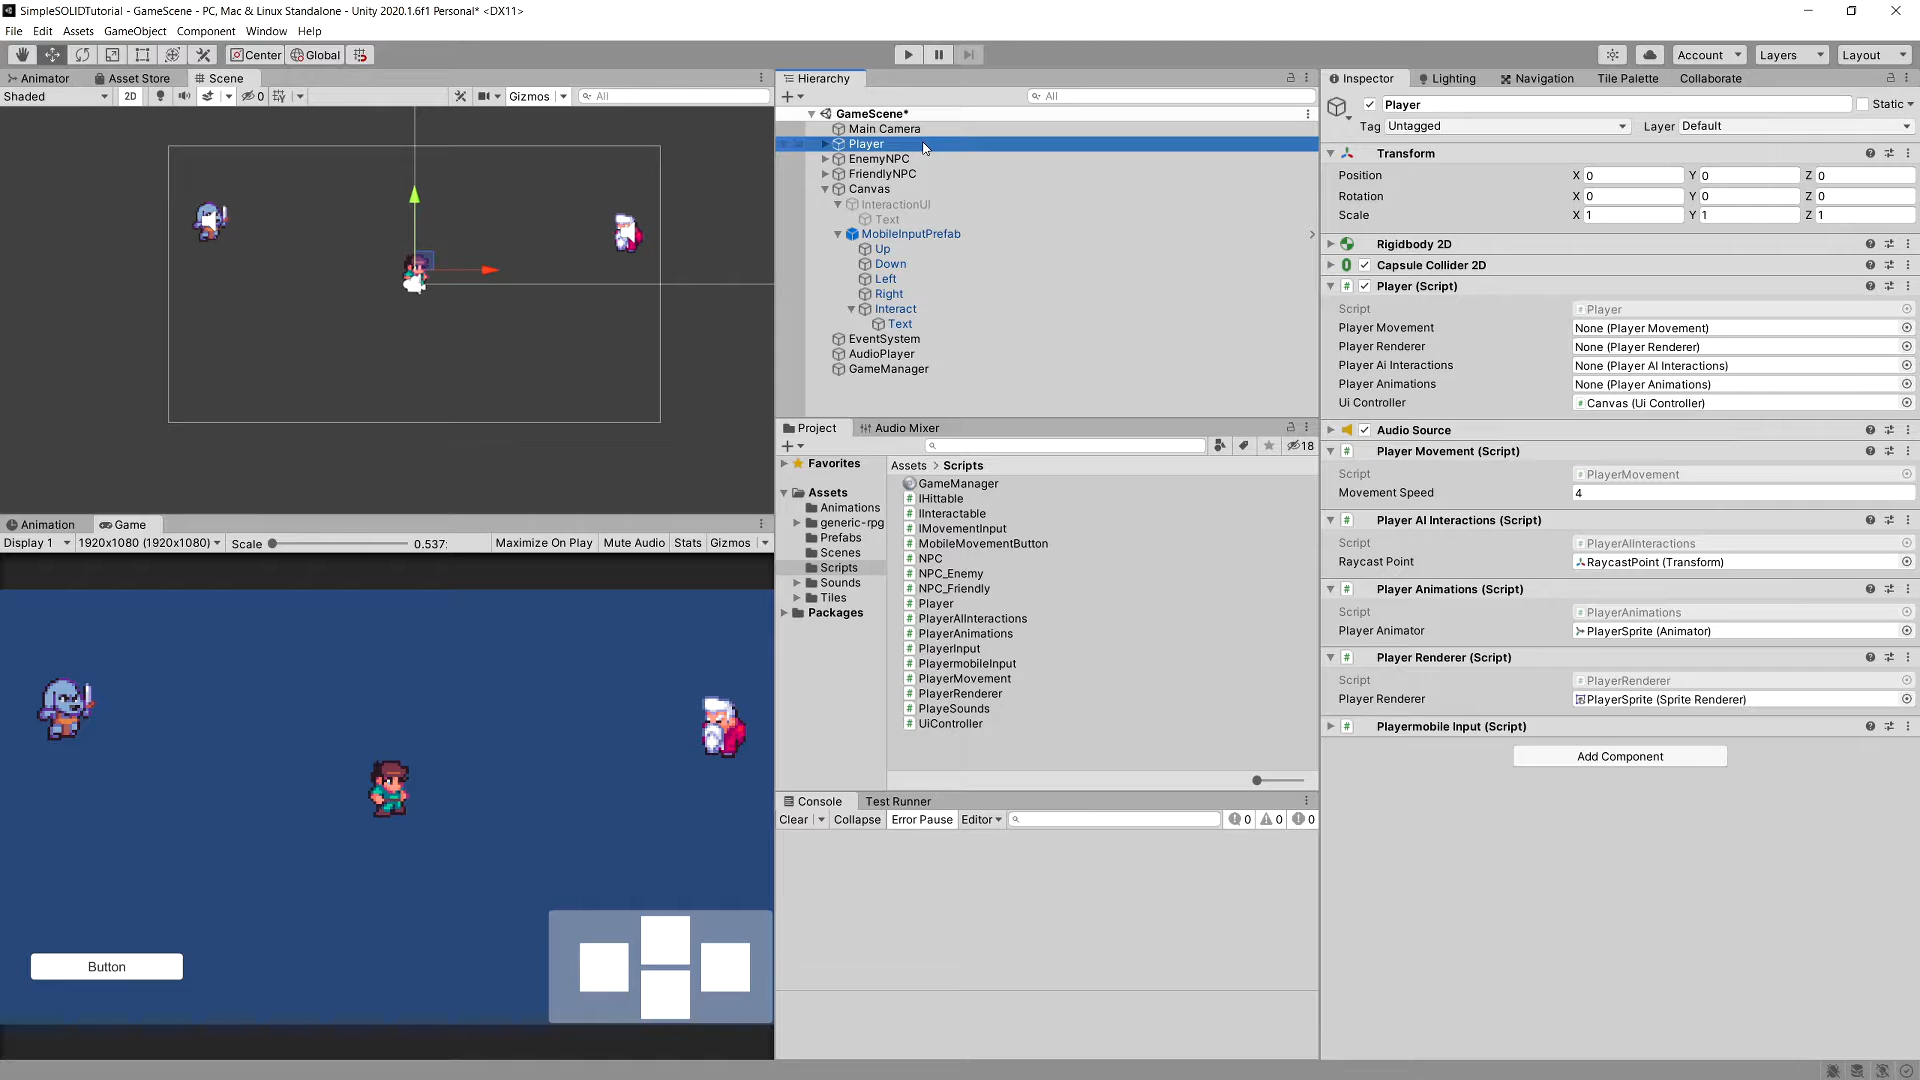 SimpleSOLIDTutorial - GameScene - PC, Mac & Linux Standalone - Unity 2020.1.6f1 Personal* <DX11>
File Edit Assets GameObject Component Window Help
Center Global Account Layers Layout
Animator Asset Store Scene
Shaded 2D 0 Gizmos All
Hierarchy
All
GameScene*
Main Camera
Player
EnemyNPC
FriendlyNPC
Canvas
InteractionUI
Text
MobileInputPrefab
Up
Down
Left
Right
Interact
Text
EventSystem
AudioPlayer
GameManager
Animation Game
Display 1 1920x1080 (1920x1080) Scale 0.537: Maximize On Play Mute Audio Stats Gizmos
Button
Project Audio Mixer
18
Favorites
Assets
Animations
generic-rpg
Prefabs
Scenes
Scripts
Sounds
Tiles
Packages
Assets > Scripts
GameManager
IHittable
IInteractable
IMovementInput
MobileMovementButton
NPC
NPC_Enemy
NPC_Friendly
Player
PlayerAIInteractions
PlayerAnimations
PlayerInput
PlayermobileInput
PlayerMovement
PlayerRenderer
PlayeSounds
UiController
Console Test Runner
Clear Collapse Error Pause Editor 0 0 0
Inspector Lighting Navigation Tile Palette Collaborate
Player Static
Tag Untagged Layer Default
Transform
Position X 0 Y 0 Z 0
Rotation X 0 Y 0 Z 0
Scale X 1 Y 1 Z 1
Rigidbody 2D
Capsule Collider 2D
Player (Script)
Script Player
Player Movement None (Player Movement)
Player Renderer None (Player Renderer)
Player Ai Interactions None (Player AI Interactions)
Player Animations None (Player Animations)
Ui Controller Canvas (Ui Controller)
Audio Source
Player Movement (Script)
Script PlayerMovement
Movement Speed 4
Player AI Interactions (Script)
Script PlayerAIInteractions
Raycast Point RaycastPoint (Transform)
Player Animations (Script)
Script PlayerAnimations
Player Animator PlayerSprite (Animator)
Player Renderer (Script)
Script PlayerRenderer
Player Renderer PlayerSprite (Sprite Renderer)
Playermobile Input (Script)
Add Component